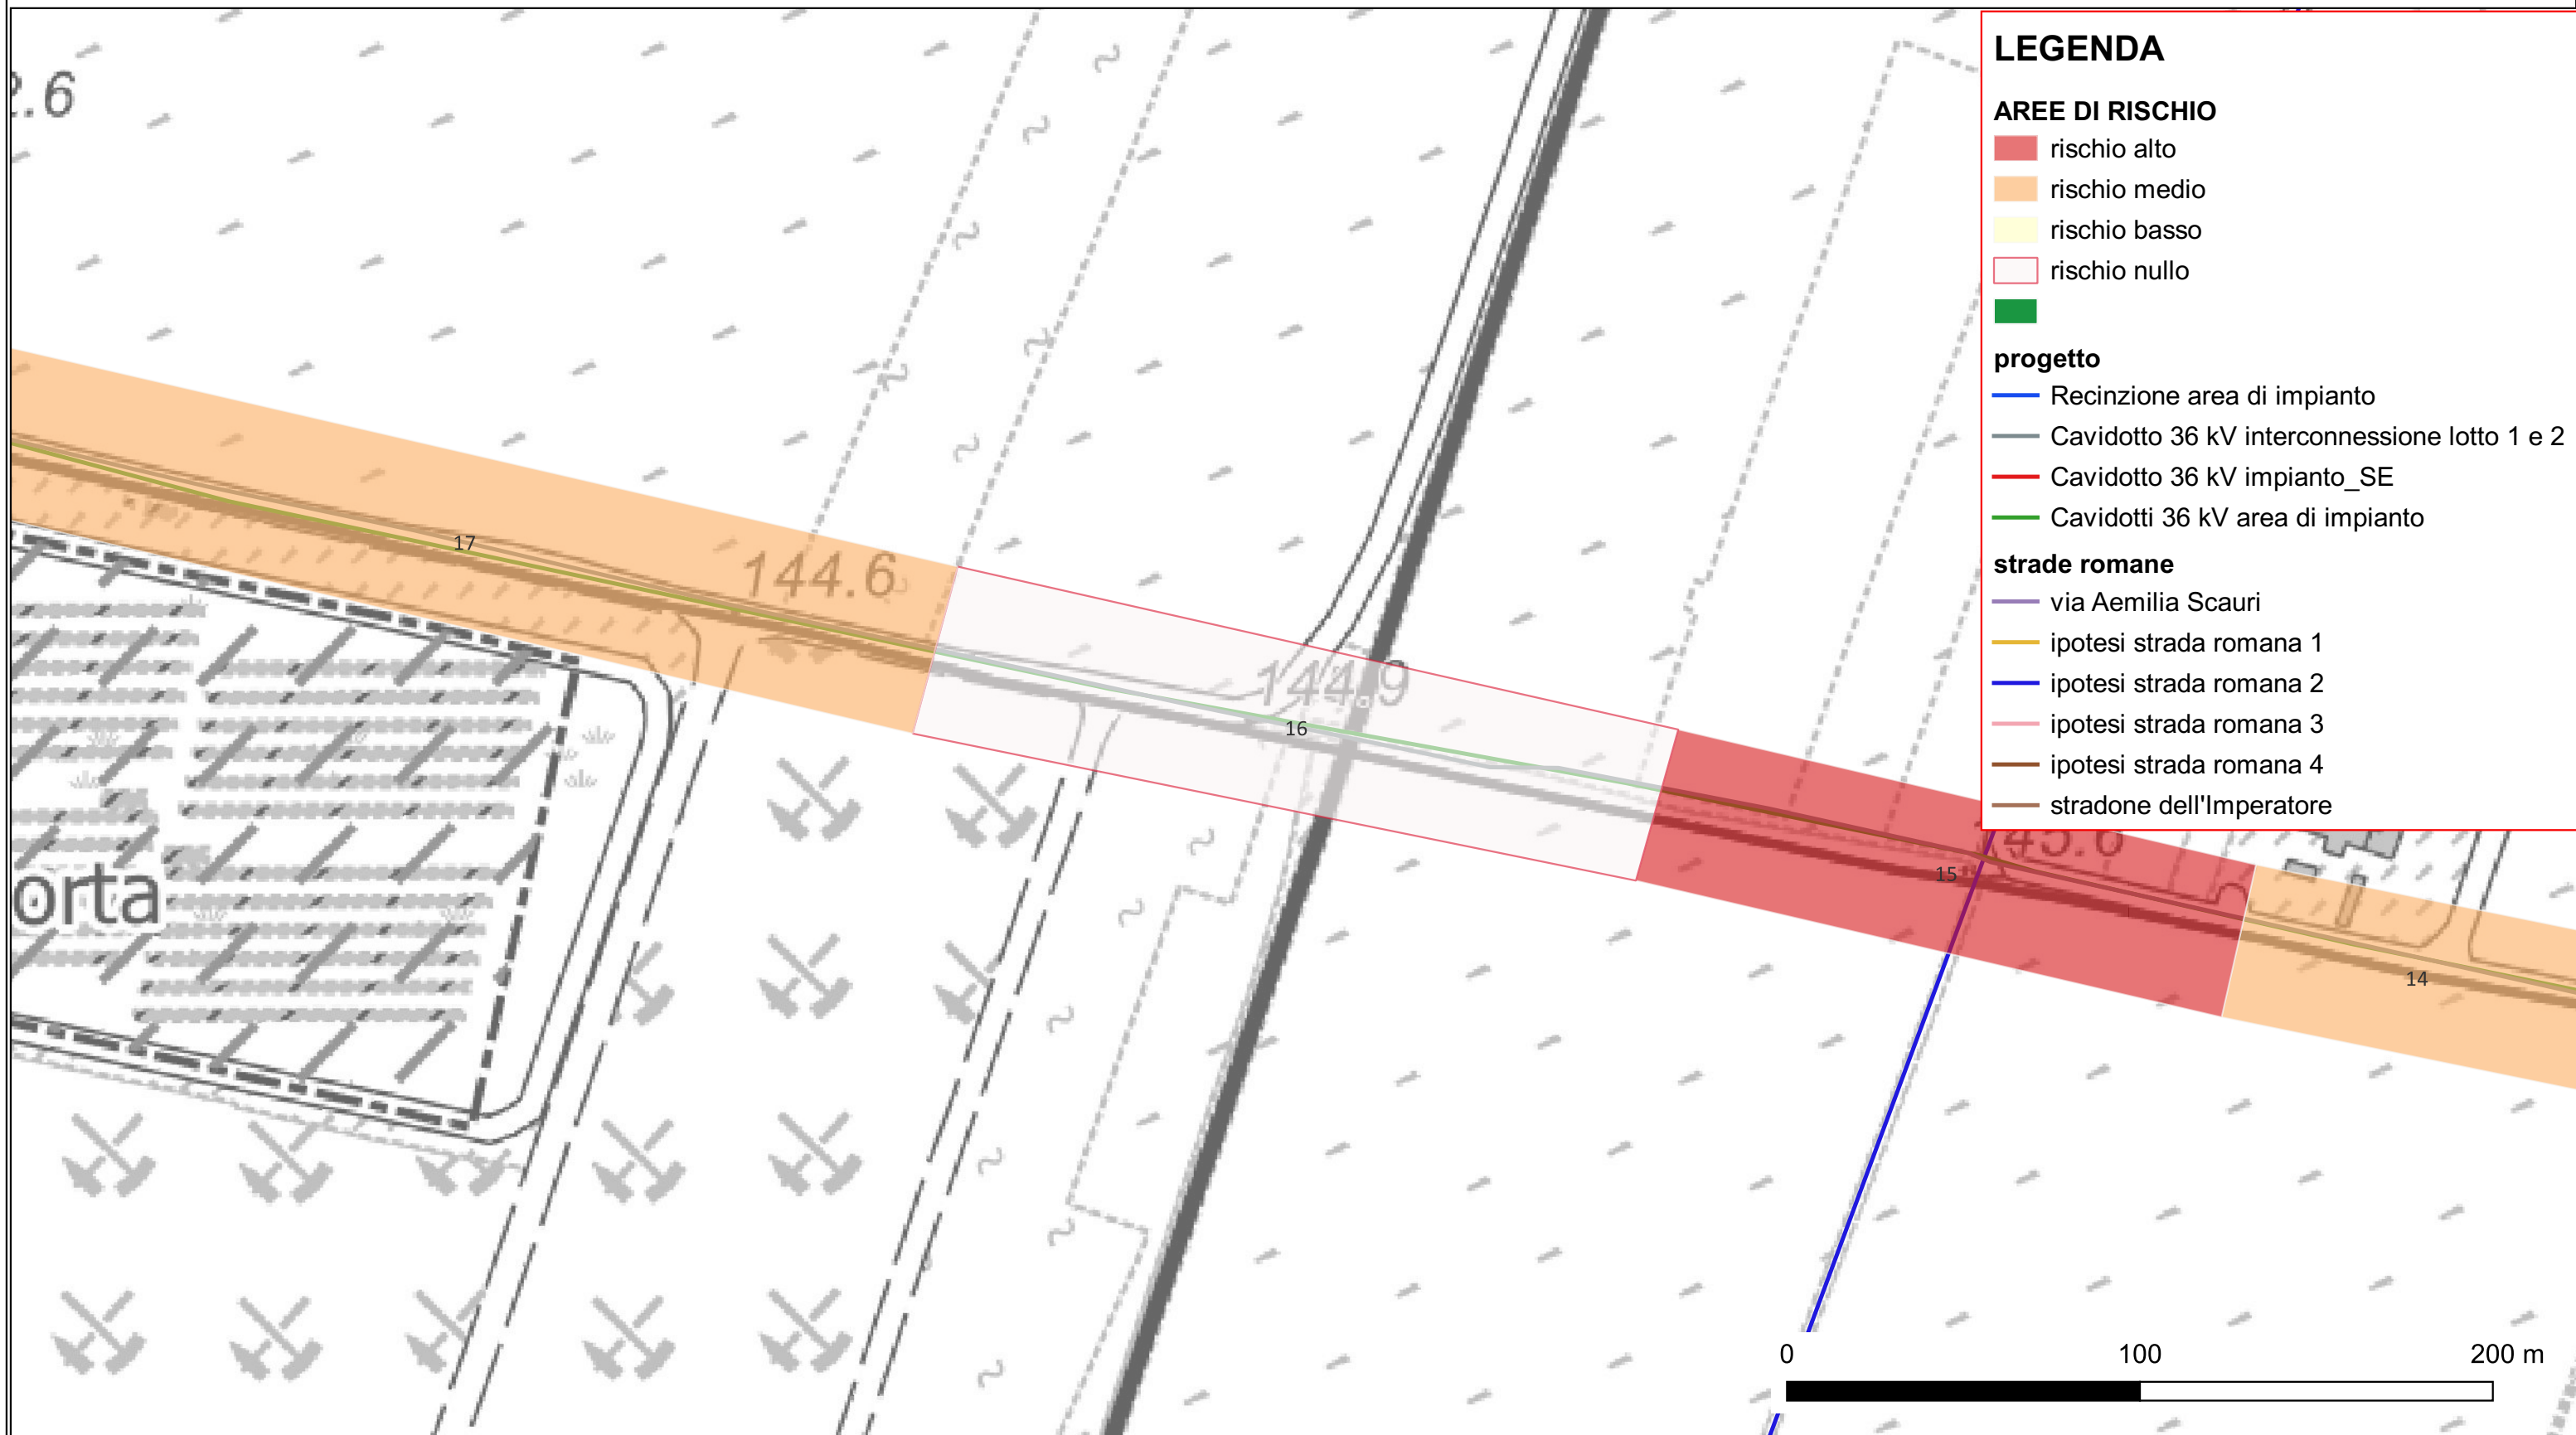 2.6
LEGENDA
AREE DI RISCHIO
rischio alto
rischio medio
rischio basso
rischio nullo
progetto
Recinzione area di impianto
Cavidotto 36 kV interconnessione lotto 1 e 2
Cavidotto 36 kV impianto_SE
Cavidotti 36 kV area di impianto
strade romane
via Aemilia Scauri
ipotesi strada romana 1
ipotesi strada romana 2
ipotesi strada romana 3
ipotesi strada romana 4
stradone dell'Imperatore
17
144.6
144.9
16
45.6
15
14
orta
0 100 200 m